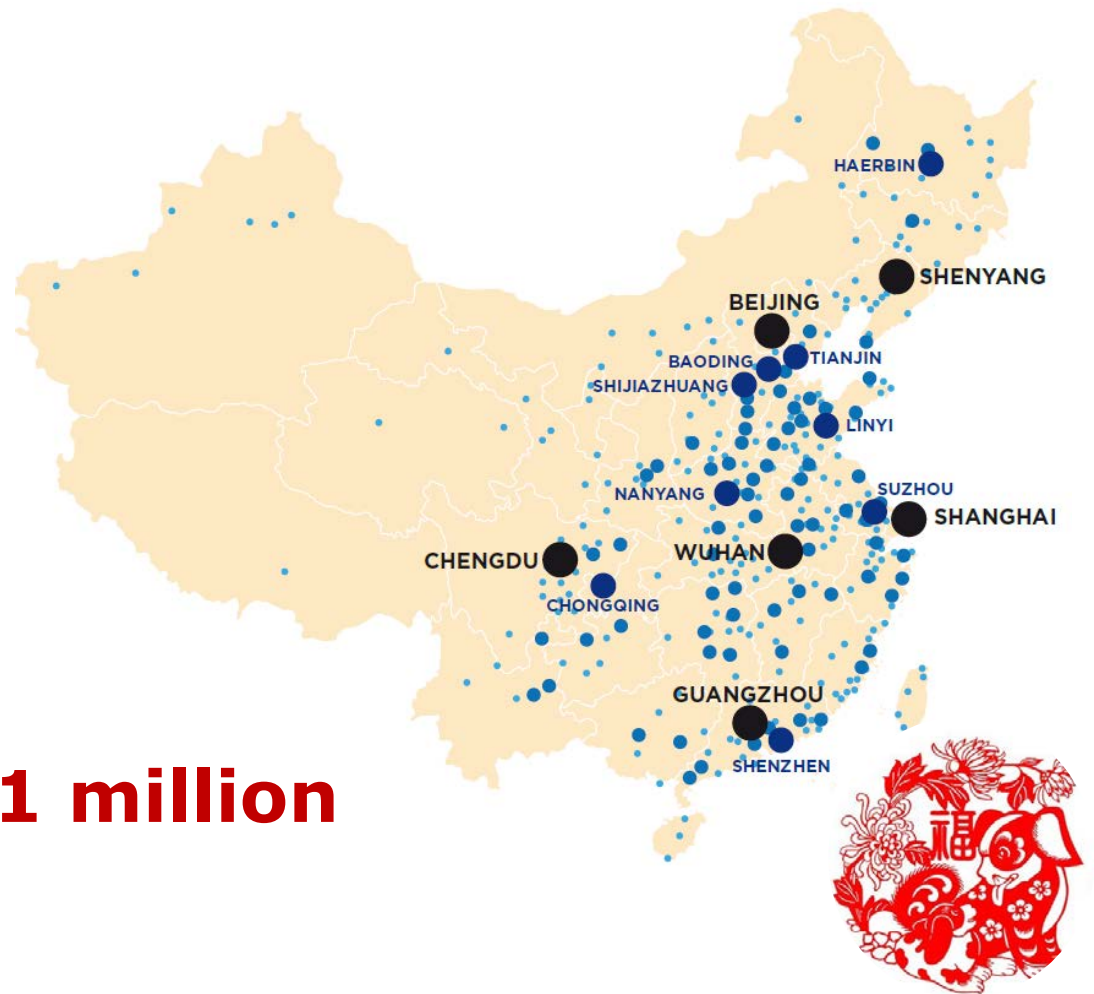 HAERBIN
SHENYANG
BEIJING
TIANJIN
BAODING
SHIJIAZHUANG
LINYI
NANYANG
SUZHOU
SHANGHAI
WUHAN
CHENGDU
CHONGQING
GUANGZHOU
SHENZHEN
1 million
福